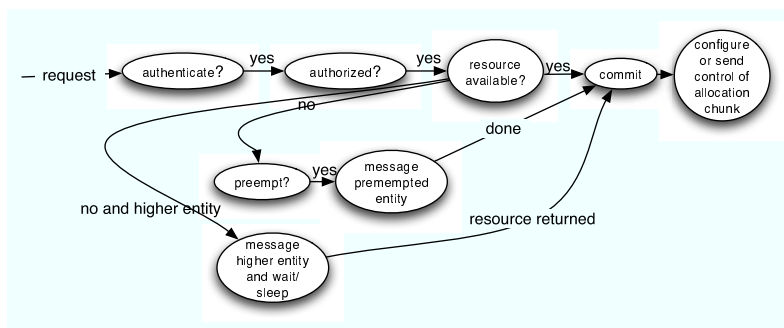 request
authenticate?
yes
authorized?
yes
resource
available?
yes
commit
configure
or send
control of
allocation
chunk
no
preempt?
yes
message
premempted
entity
done
no and higher entity
message
higher entity
and wait/
sleep
resource returned